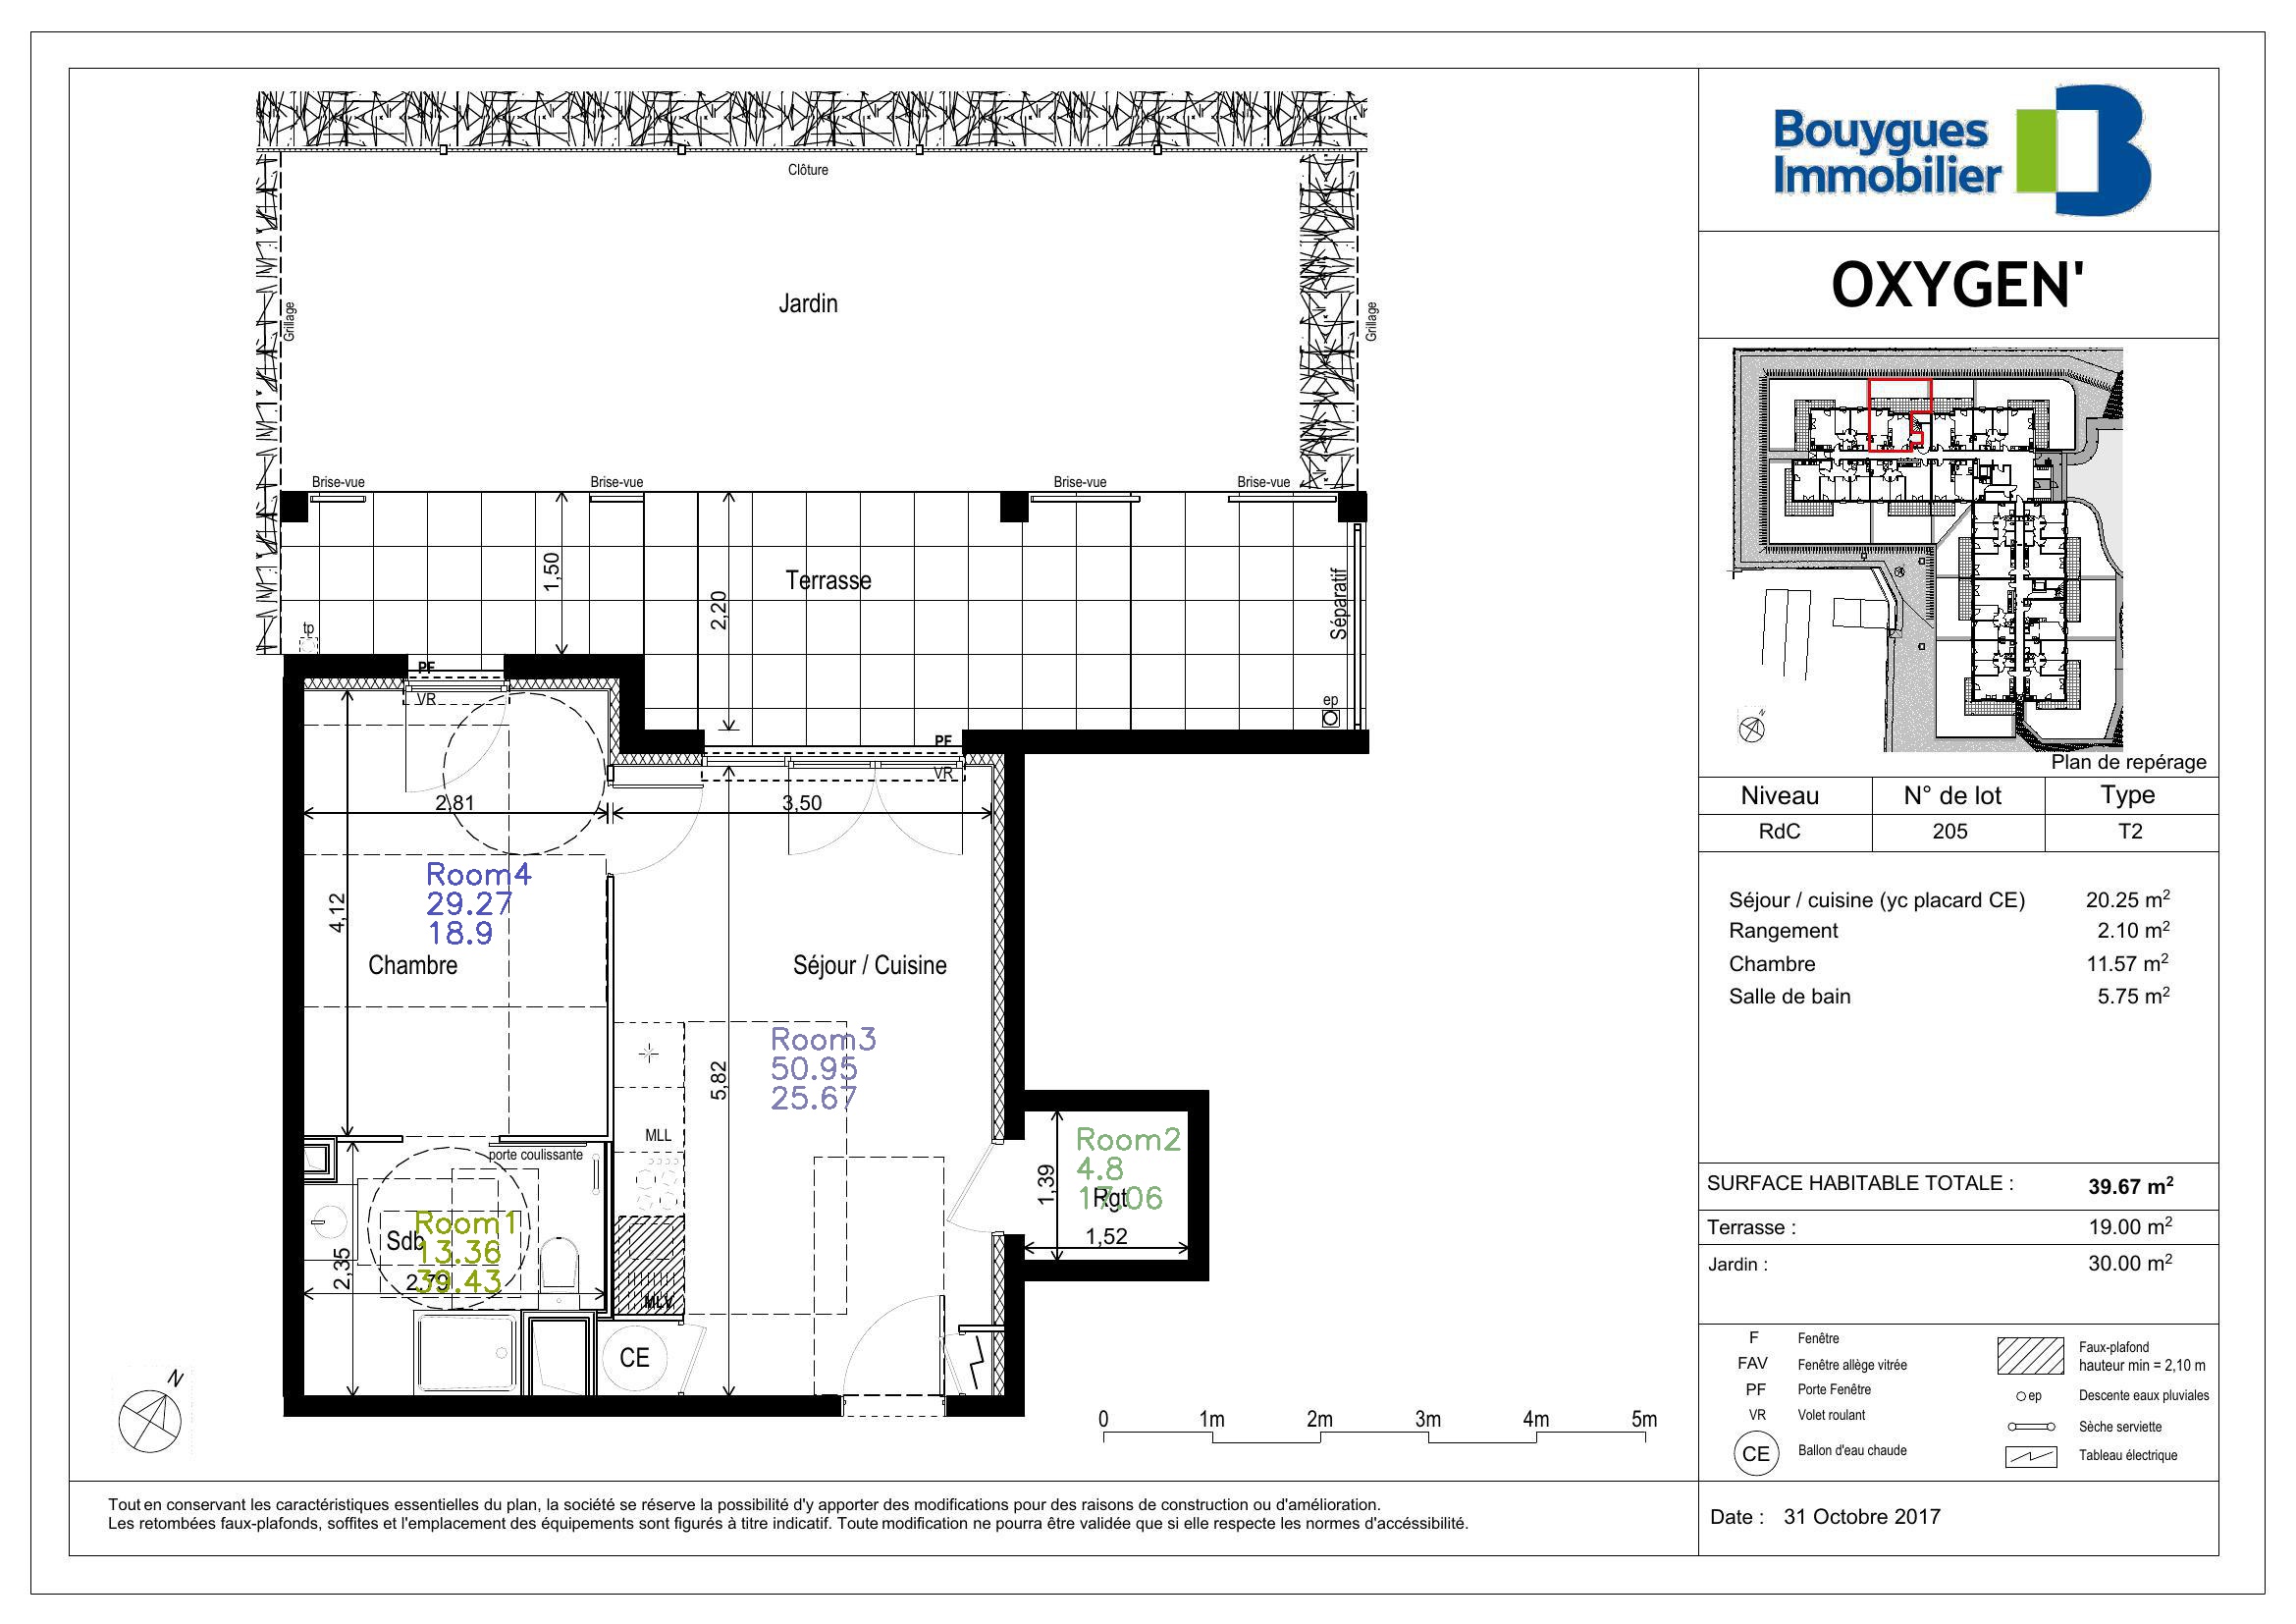 Clôture
Grillage
Jardin
Grillage
Brise-vue
Brise-vue
Brise-vue
Brise-vue
1,50
2,20
Terrasse
Séparatif
tp
ep
PF
VR
PF
VR
2,81
3,50
4,12
Room4
29.27
18.9
Chambre
Séjour / Cuisine
Room3
50.95
25.67
5,82
MLL
porte coulissante
Room2
4.8
17.06
1,39
Rgt
1,52
Room1
13.36
39.43
Sdb
2,35
2,79
MLV
CE
N
0 1m 2m 3m 4m 5m
Tout en conservant les caractéristiques essentielles du plan, la société se réserve la possibilité d'y apporter des modifications pour des raisons de construction ou d'amélioration.
Les retombées faux-plafonds, soffites et l'emplacement des équipements sont figurés à titre indicatif. Toute modification ne pourra être validée que si elle respecte les normes d'accéssibilité.
Bouygues
Immobilier
OXYGEN'
N
Plan de repérage
Niveau N° de lot Type
RdC 205 T2
Séjour / cuisine (yc placard CE) 20.25 m²
Rangement 2.10 m²
Chambre 11.57 m²
Salle de bain 5.75 m²
SURFACE HABITABLE TOTALE : 39.67 m²
Terrasse : 19.00 m²
Jardin : 30.00 m²
F Fenêtre
FAV Fenêtre allège vitrée
PF Porte Fenêtre
VR Volet roulant
CE Ballon d'eau chaude
Faux-plafond
hauteur min = 2,10 m
ep Descente eaux pluviales
Sèche serviette
Tableau électrique
Date : 31 Octobre 2017